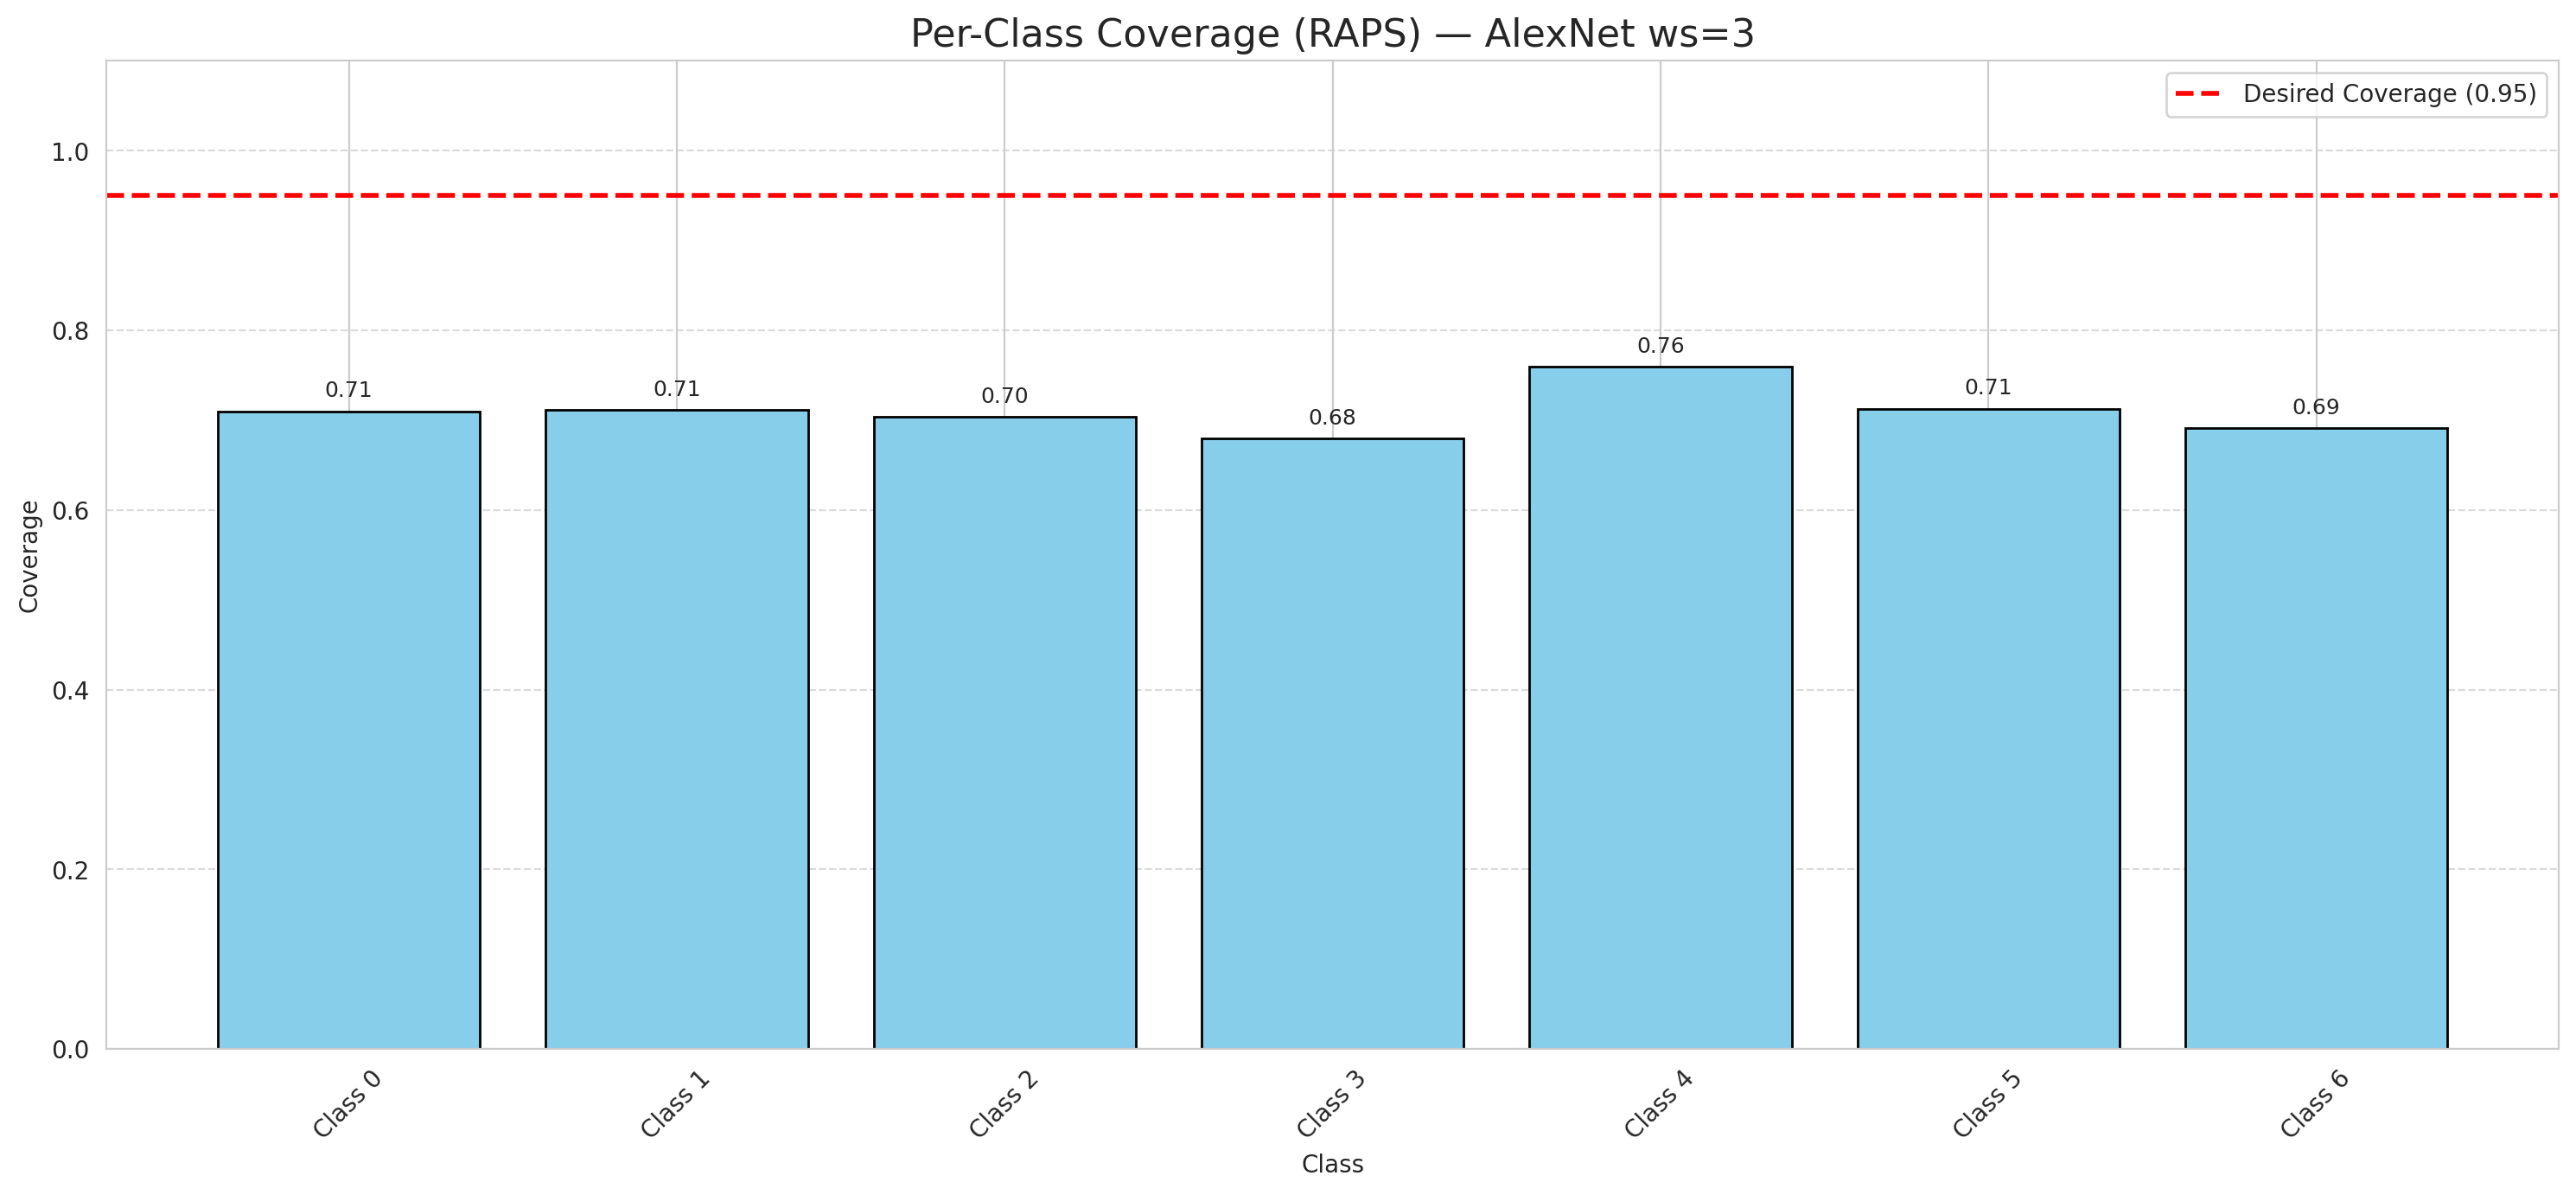 Per-Class Coverage (RAPS) — AlexNet ws=3
Desired Coverage (0.95)
Coverage
1.0
0.8
0.6
0.4
0.2
0.0
0.71
0.71
0.70
0.68
0.76
0.71
0.69
Class 0
Class 1
Class 2
Class 3
Class 4
Class 5
Class 6
Class